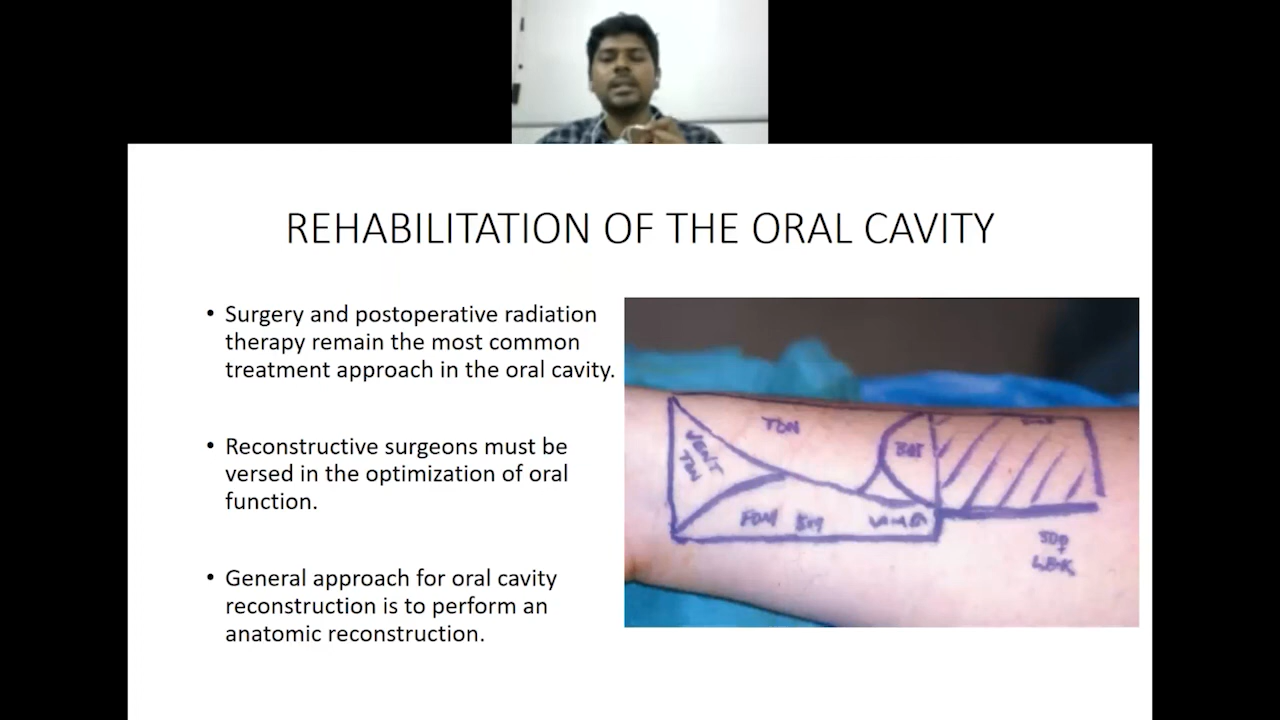 REHABILITATION OF THE ORAL CAVITY
• Surgery and postoperative radiation
therapy remain the most common
treatment approach in the oral cavity.
• Reconstructive surgeons must be
versed in the optimization of oral
function.
• General approach for oral cavity
reconstruction is to perform an
anatomic reconstruction.
TON
VENT
TON
BOT
FOM